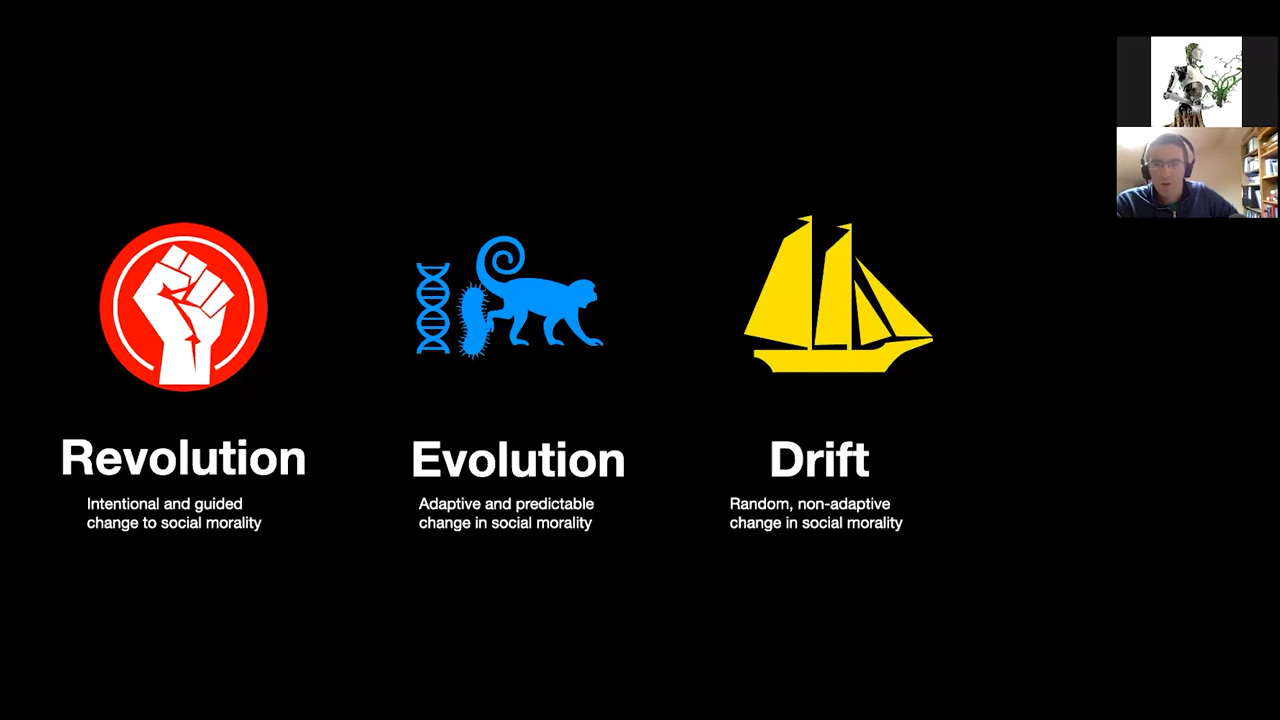 Revolution
Intentional and guided
change to social morality
Evolution
Adaptive and predictable
change in social morality
Drift
Random, non-adaptive
change in social morality